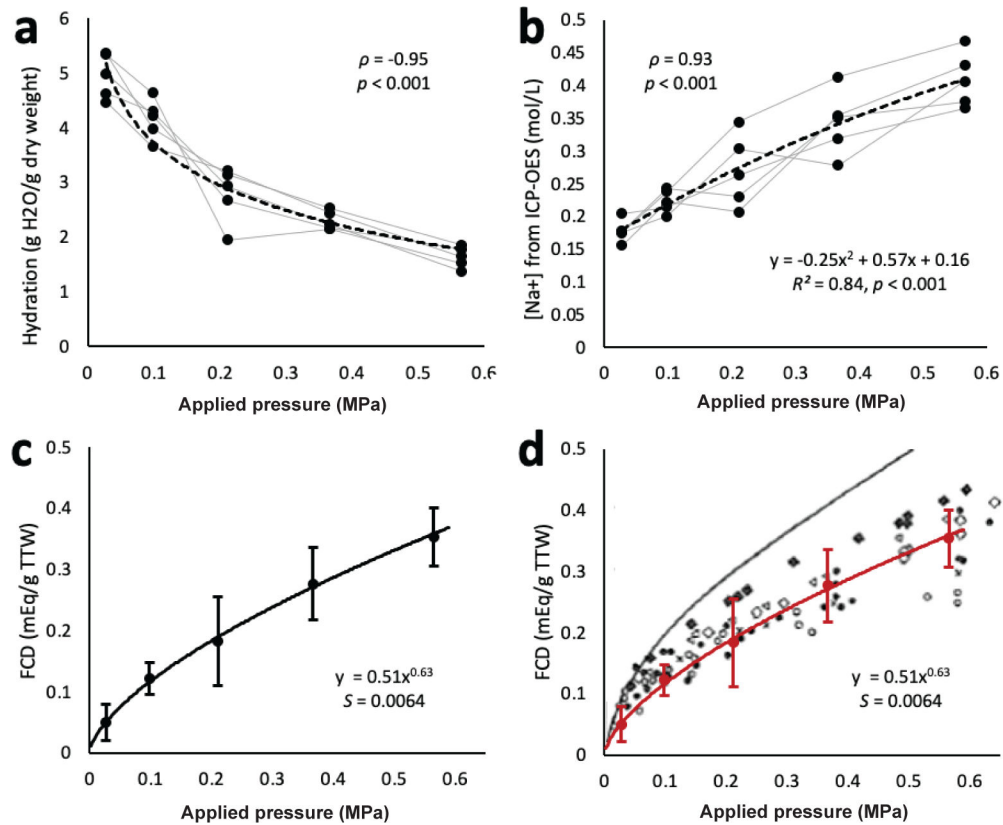 a
ρ = -0.95
p < 0.001
Hydration (g H2O/g dry weight)
6
5
4
3
2
1
0
0 0.1 0.2 0.3 0.4 0.5 0.6
Applied pressure (MPa)
b
ρ = 0.93
p < 0.001
[Na+] from ICP-OES (mol/L)
0.5
0.45
0.4
0.35
0.3
0.25
0.2
0.15
0.1
0.05
0
y = -0.25x² + 0.57x + 0.16
R² = 0.84, p < 0.001
0 0.1 0.2 0.3 0.4 0.5 0.6
Applied pressure (MPa)
c
FCD (mEq/g TTW)
0.5
0.4
0.3
0.2
0.1
0
y = 0.51x^0.63
S = 0.0064
0 0.1 0.2 0.3 0.4 0.5 0.6
Applied pressure (MPa)
d
FCD (mEq/g TTW)
0.5
0.4
0.3
0.2
0.1
0
y = 0.51x^0.63
S = 0.0064
0 0.1 0.2 0.3 0.4 0.5 0.6
Applied pressure (MPa)